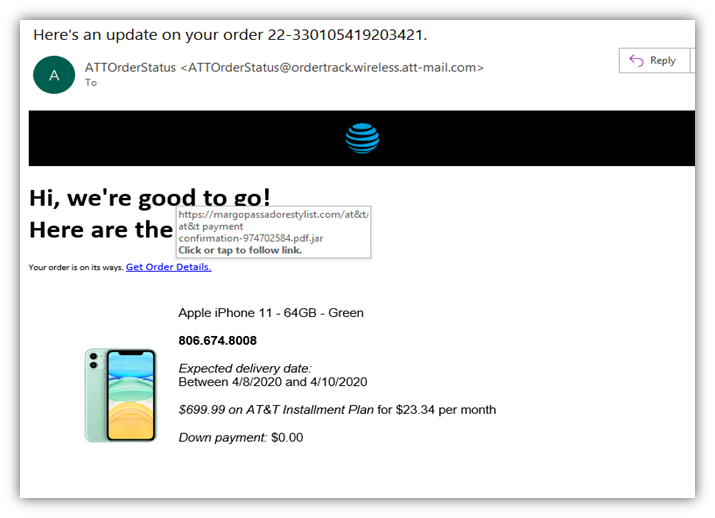 Here's an update on your order 22-330105419203421.
A
ATTOrderStatus <ATTOrderStatus@ordertrack.wireless.att-mail.com>
To
Reply
Hi, we're good to go!
https://margopassadorestylist.com/at&t/
at&t payment
Here are the
confirmation-974702584.pdf.jar
Click or tap to follow link.
Your order is on its ways. Get Order Details.
Apple iPhone 11 - 64GB - Green
806.674.8008
Expected delivery date:
Between 4/8/2020 and 4/10/2020
$699.99 on AT&T Installment Plan for $23.34 per month
Down payment: $0.00